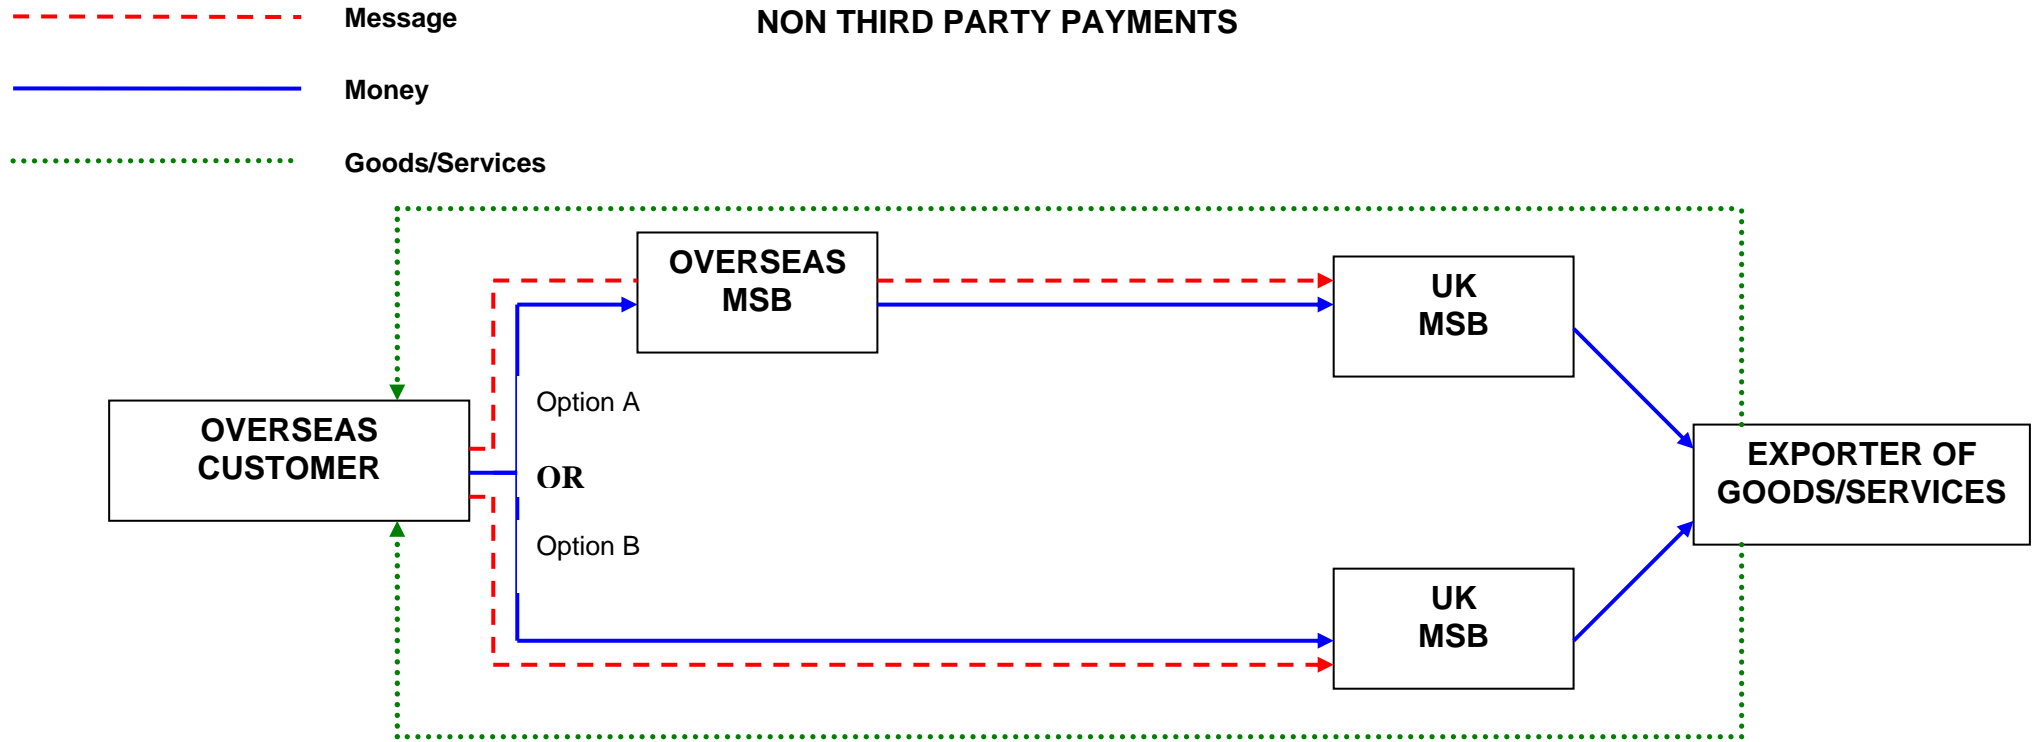 Message
NON THIRD PARTY PAYMENTS
Money
Goods/Services
OVERSEAS
MSB
UK
MSB
Option A
OVERSEAS
CUSTOMER
OR
EXPORTER OF
GOODS/SERVICES
Option B
UK
MSB